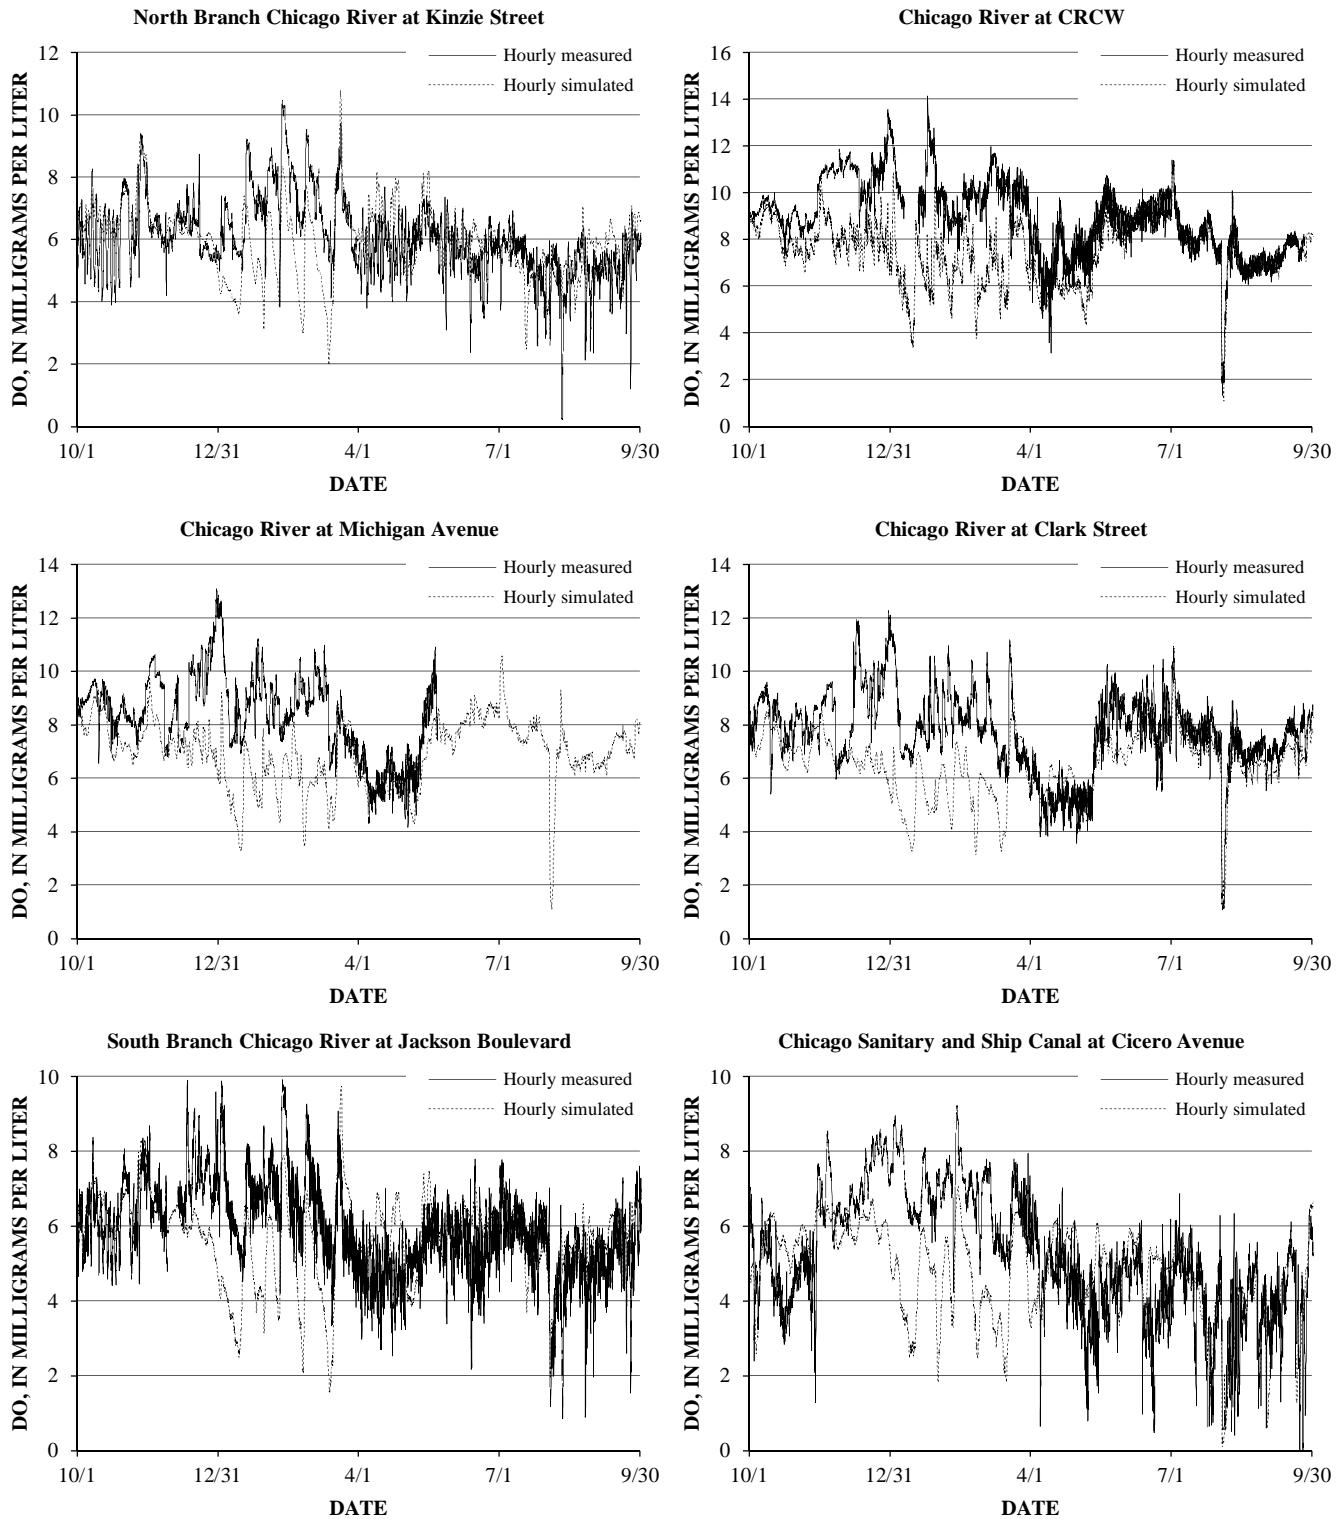 North Branch Chicago River at Kinzie Street
Hourly measured
Hourly simulated
DO, IN MILLIGRAMS PER LITER
12
10
8
6
4
2
0
10/1 12/31 4/1 7/1 9/30
DATE
Chicago River at CRCW
Hourly measured
Hourly simulated
DO, IN MILLIGRAMS PER LITER
16
14
12
10
8
6
4
2
0
10/1 12/31 4/1 7/1 9/30
DATE
Chicago River at Michigan Avenue
Hourly measured
Hourly simulated
DO, IN MILLIGRAMS PER LITER
14
12
10
8
6
4
2
0
10/1 12/31 4/1 7/1 9/30
DATE
Chicago River at Clark Street
Hourly measured
Hourly simulated
DO, IN MILLIGRAMS PER LITER
14
12
10
8
6
4
2
0
10/1 12/31 4/1 7/1 9/30
DATE
South Branch Chicago River at Jackson Boulevard
Hourly measured
Hourly simulated
DO, IN MILLIGRAMS PER LITER
10
8
6
4
2
0
10/1 12/31 4/1 7/1 9/30
DATE
Chicago Sanitary and Ship Canal at Cicero Avenue
Hourly measured
Hourly simulated
DO, IN MILLIGRAMS PER LITER
10
8
6
4
2
0
10/1 12/31 4/1 7/1 9/30
DATE